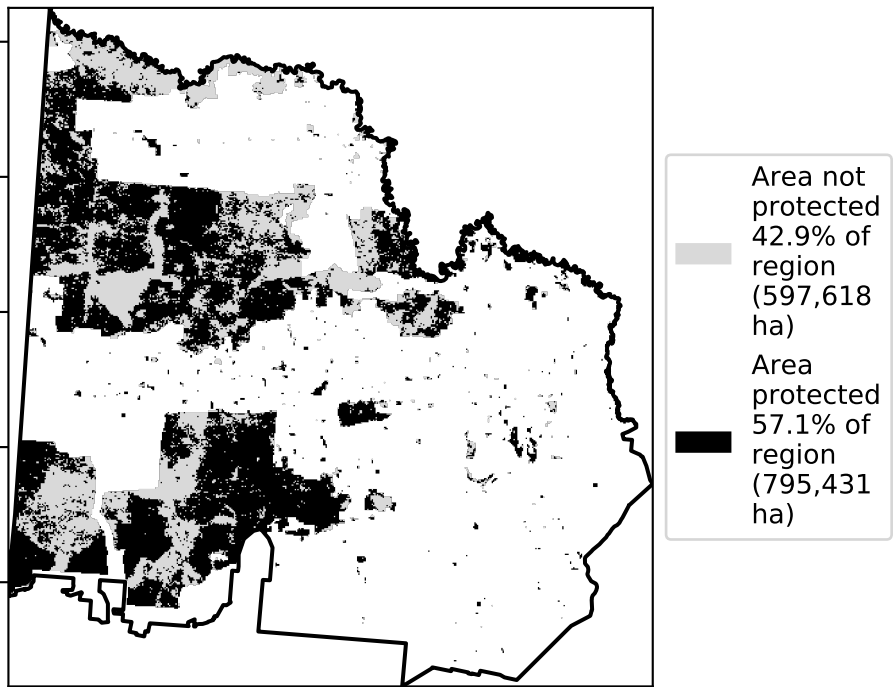 Area not
protected
42.9% of
region
(597,618
ha)
Area
protected
57.1% of
region
(795,431
ha)